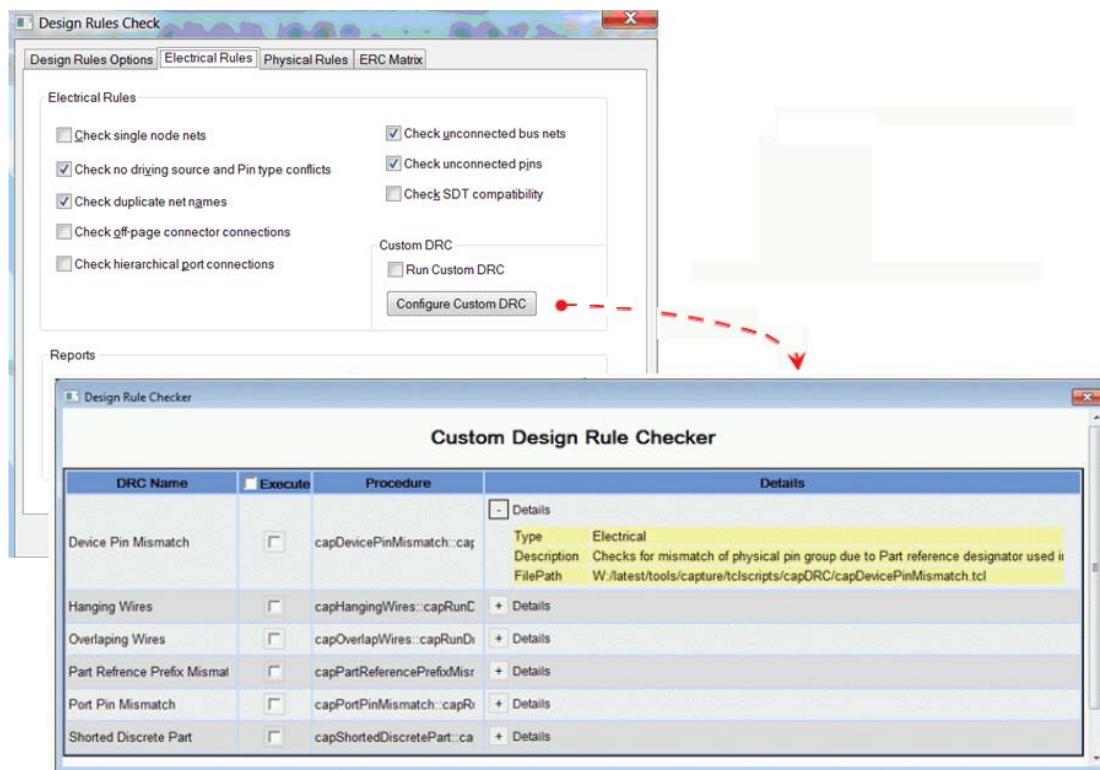 Design Rules Check
Design Rules Options Electrical Rules Physical Rules ERC Matrix
Electrical Rules
Check single node nets
Check no driving source and Pin type conflicts
Check duplicate net names
Check off-page connector connections
Check hierarchical port connections
Check unconnected bus nets
Check unconnected pins
Check SDT compatibility
Custom DRC
Run Custom DRC
Configure Custom DRC
Reports
Design Rule Checker
Custom Design Rule Checker
DRC Name Execute Procedure Details
Device Pin Mismatch capDevicePinMismatch::cap - Details
Type Electrical
Description Checks for mismatch of physical pin group due to Part reference designator used i
FilePath W:/latest/tools/capture/tclscripts/capDRC/capDevicePinMismatch.tcl
Hanging Wires capHangingWires::capRunD + Details
Overlaping Wires capOverlapWires::capRunD + Details
Part Refrence Prefix Mismat capPartReferencePrefixMisr + Details
Port Pin Mismatch capPortPinMismatch::capR + Details
Shorted Discrete Part capShortedDiscretePart::ca + Details